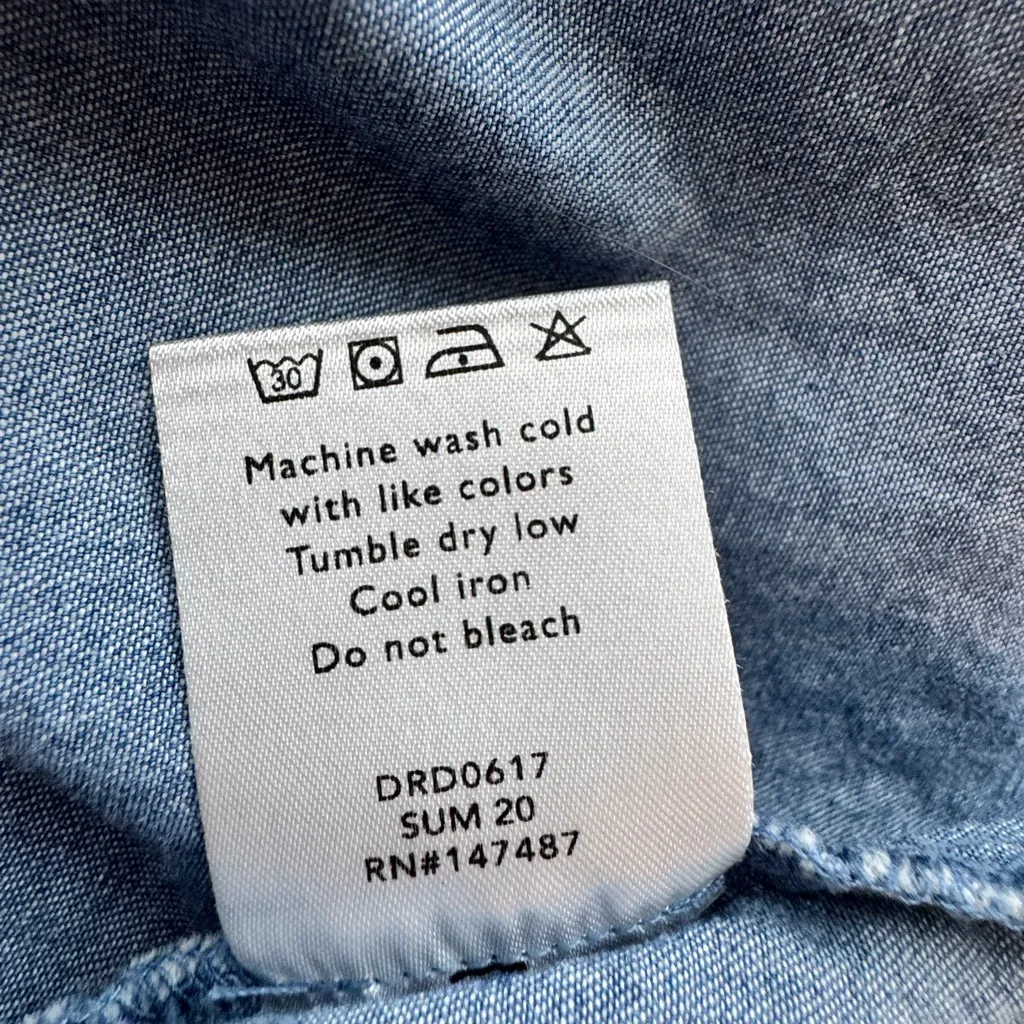 30
Machine wash cold
with like colors
Tumble dry low
Cool iron
Do not bleach
DRD0617
SUM 20
RN#147487